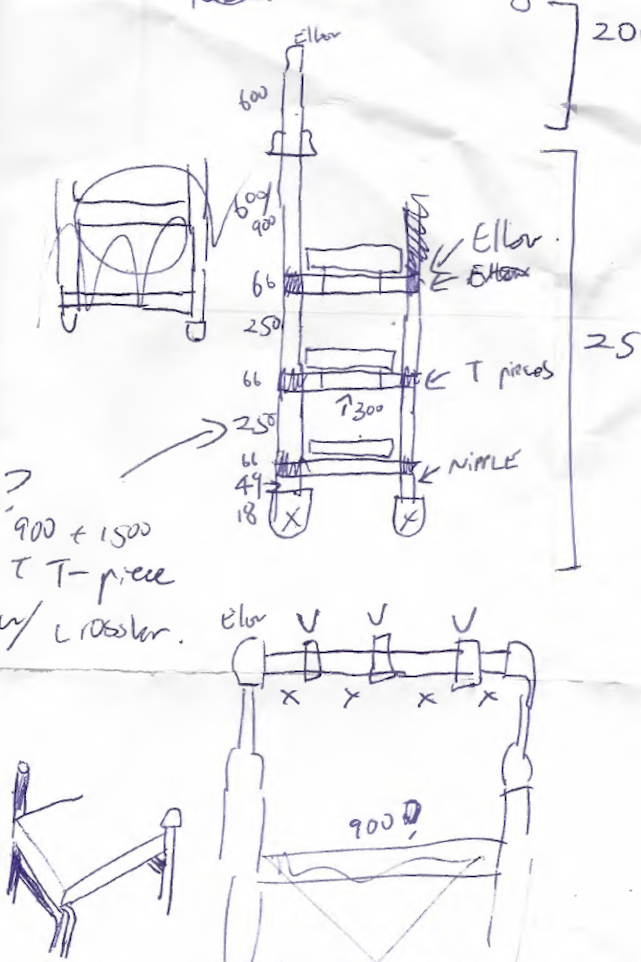 Elbow
200
600
600/
900
Elbow
Elbow
66
250
25
66
T pieces
↑300
250
66
NIPPLE
49→
18
X
X
?
900 + 1500
T T-piece
w/ crossbar.
Elbow
V
V
V
X
X
X
X
900?